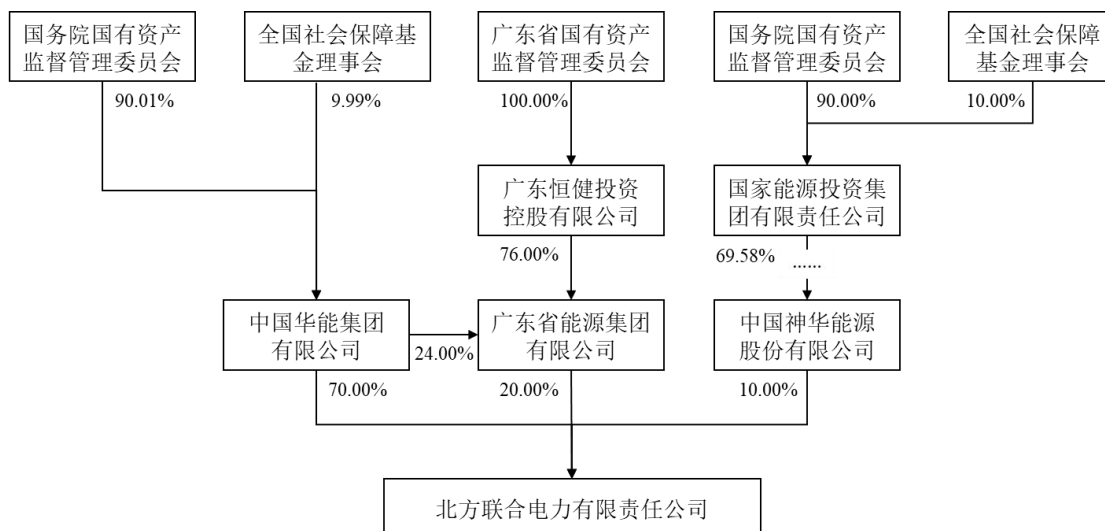 国务院国有资产
监督管理委员会
全国社会保障基
金理事会
广东省国有资产
监督管理委员会
国务院国有资产
监督管理委员会
全国社会保障
基金理事会
90.01%
9.99%
100.00%
90.00%
10.00%
广东恒健投资
控股有限公司
国家能源投资集
团有限责任公司
76.00%
69.58%
......
中国华能集团
有限公司
24.00%
广东省能源集团
有限公司
中国神华能源
股份有限公司
70.00%
20.00%
10.00%
北方联合电力有限责任公司